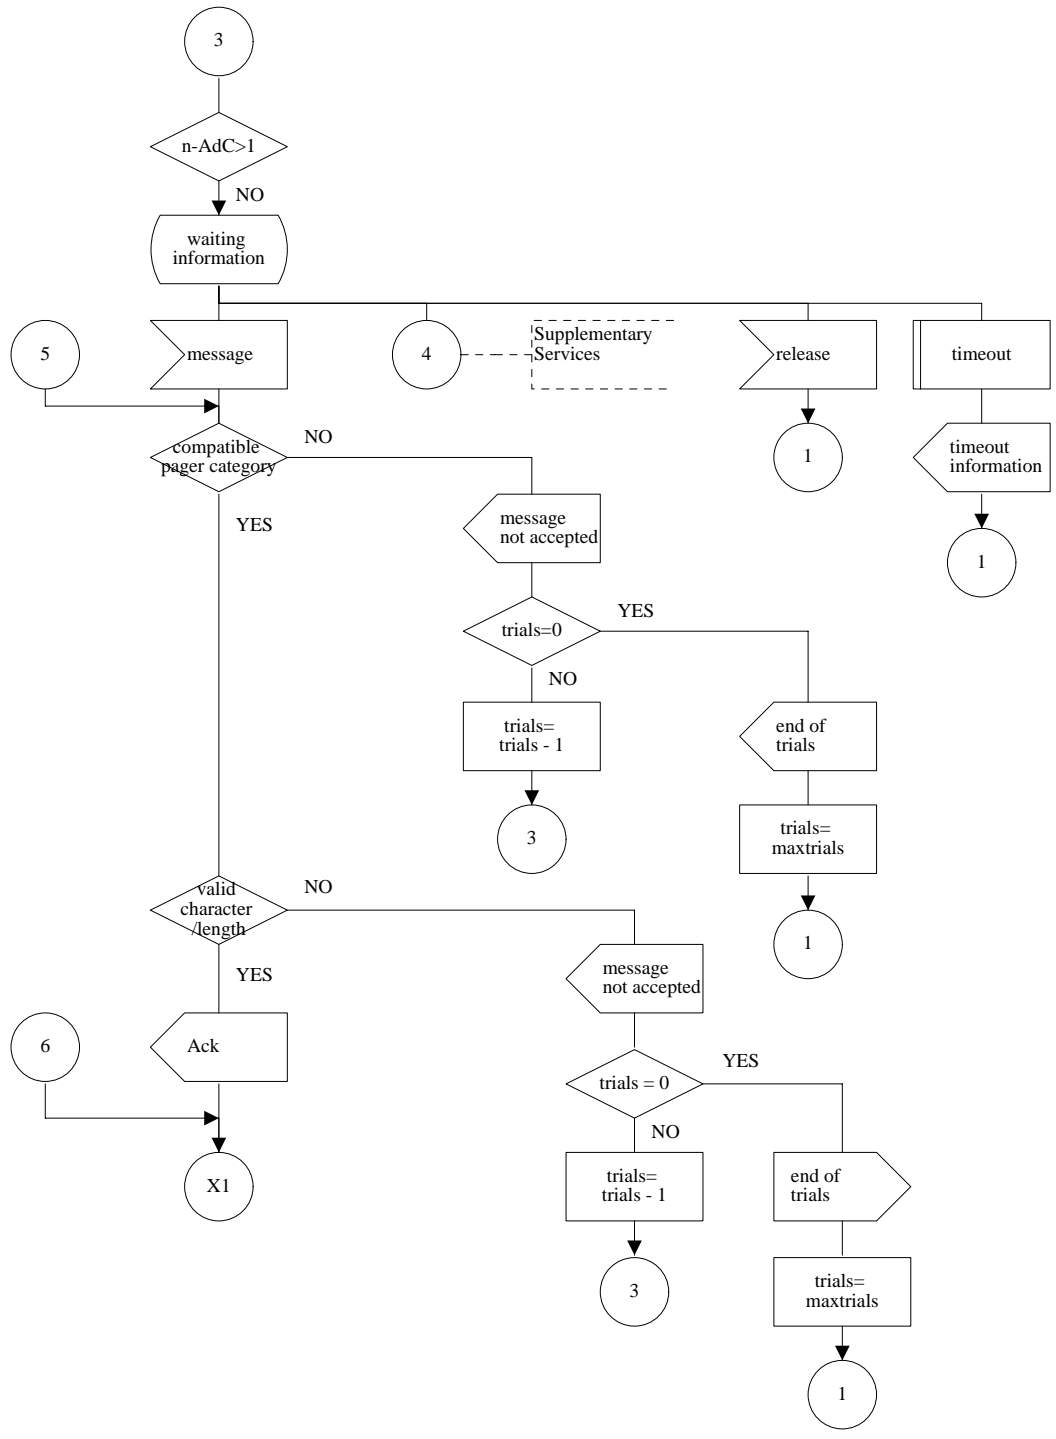 3
n-AdC>1
NO
waiting
information
5
message
4
Supplementary
Services
release
timeout
compatible
pager category
NO
1
timeout
information
YES
message
not accepted
1
trials=0
YES
NO
trials=
trials - 1
end of
trials
3
trials=
maxtrials
valid
character
/length
NO
1
YES
message
not accepted
6
Ack
trials = 0
YES
NO
X1
trials=
trials - 1
end of
trials
3
trials=
maxtrials
1